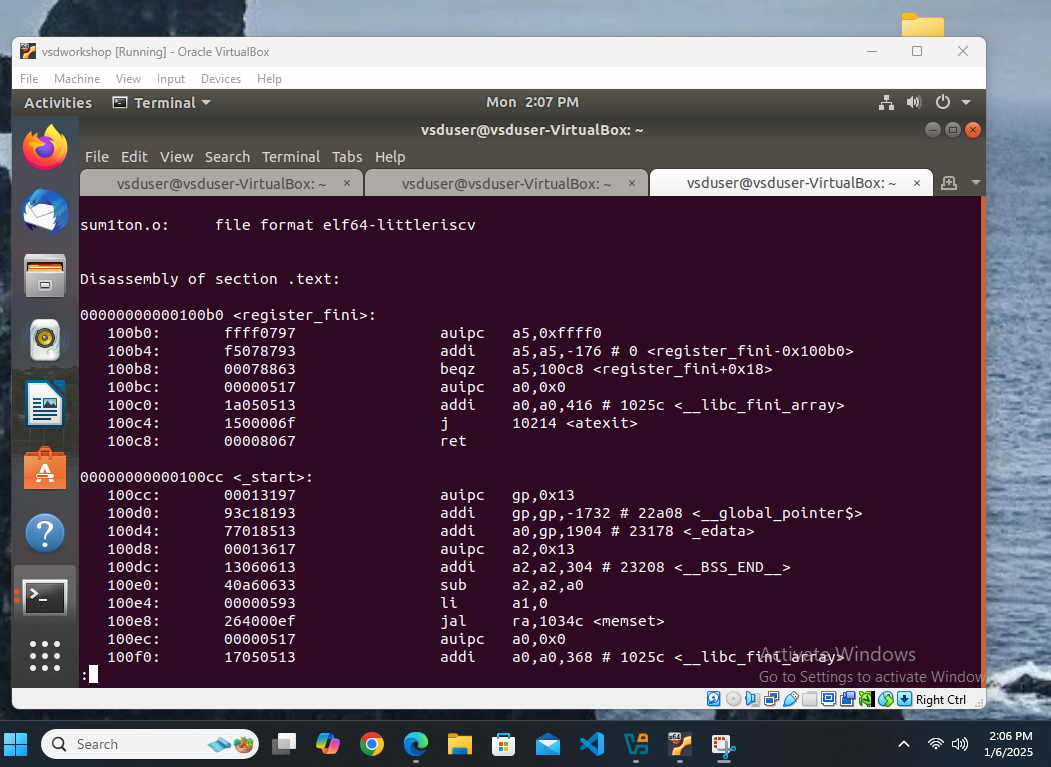 vsdworkshop [Running] - Oracle VirtualBox
File Machine View Input Devices Help
Activities Terminal Mon 2:07 PM
vsduser@vsduser-VirtualBox: ~
File Edit View Search Terminal Tabs Help
vsduser@vsduser-VirtualBox: ~ × vsduser@vsduser-VirtualBox: ~ × vsduser@vsduser-VirtualBox: ~ ×
sum1ton.o:     file format elf64-littleriscv
Disassembly of section .text:
00000000000100b0 <register_fini>:
100b0: ffff0797 auipc a5,0xffff0
100b4: f5078793 addi a5,a5,-176 # 0 <register_fini-0x100b0>
100b8: 00078863 beqz a5,100c8 <register_fini+0x18>
100bc: 00000517 auipc a0,0x0
100c0: 1a050513 addi a0,a0,416 # 1025c <__libc_fini_array>
100c4: 1500006f j 10214 <atexit>
100c8: 00008067 ret
00000000000100cc <_start>:
100cc: 00013197 auipc gp,0x13
100d0: 93c18193 addi gp,gp,-1732 # 22a08 <__global_pointer$>
100d4: 77018513 addi a0,gp,1904 # 23178 <_edata>
100d8: 00013617 auipc a2,0x13
100dc: 13060613 addi a2,a2,304 # 23208 <__BSS_END__>
100e0: 40a60633 sub a2,a2,a0
100e4: 00000593 li a1,0
100e8: 264000ef jal ra,1034c <memset>
100ec: 00000517 auipc a0,0x0
100f0: 17050513 addi a0,a0,368 # 1025c <__libc_fini_array>
:
Activate Windows
Go to Settings to activate Window
Right Ctrl
Search
2:06 PM
1/6/2025